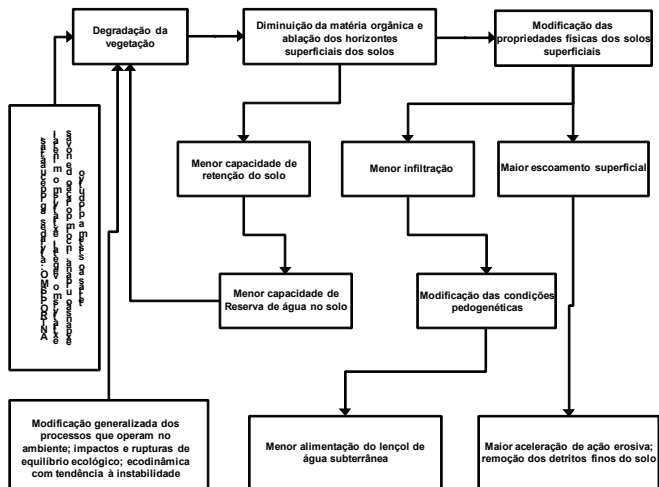 Degradação da
vegetação
Diminuição da matéria orgânica e
ablação dos horizontes
superficiais dos solos
Modificação das
propriedades físicas dos solos
superficiais
Menor capacidade de
retenção do solo
Menor infiltração
Maior escoamento superficial
Menor capacidade de
Reserva de água no solo
Modificação das condições
pedogenéticas
Modificação generalizada dos
processos que operam no
ambiente; impactos e rupturas de
equilíbrio ecológico; ecodinâmica
com tendência à instabilidade
Menor alimentação do lençol de
água subterrânea
Maior aceleração de ação erosiva;
remoção dos detritos finos do solo